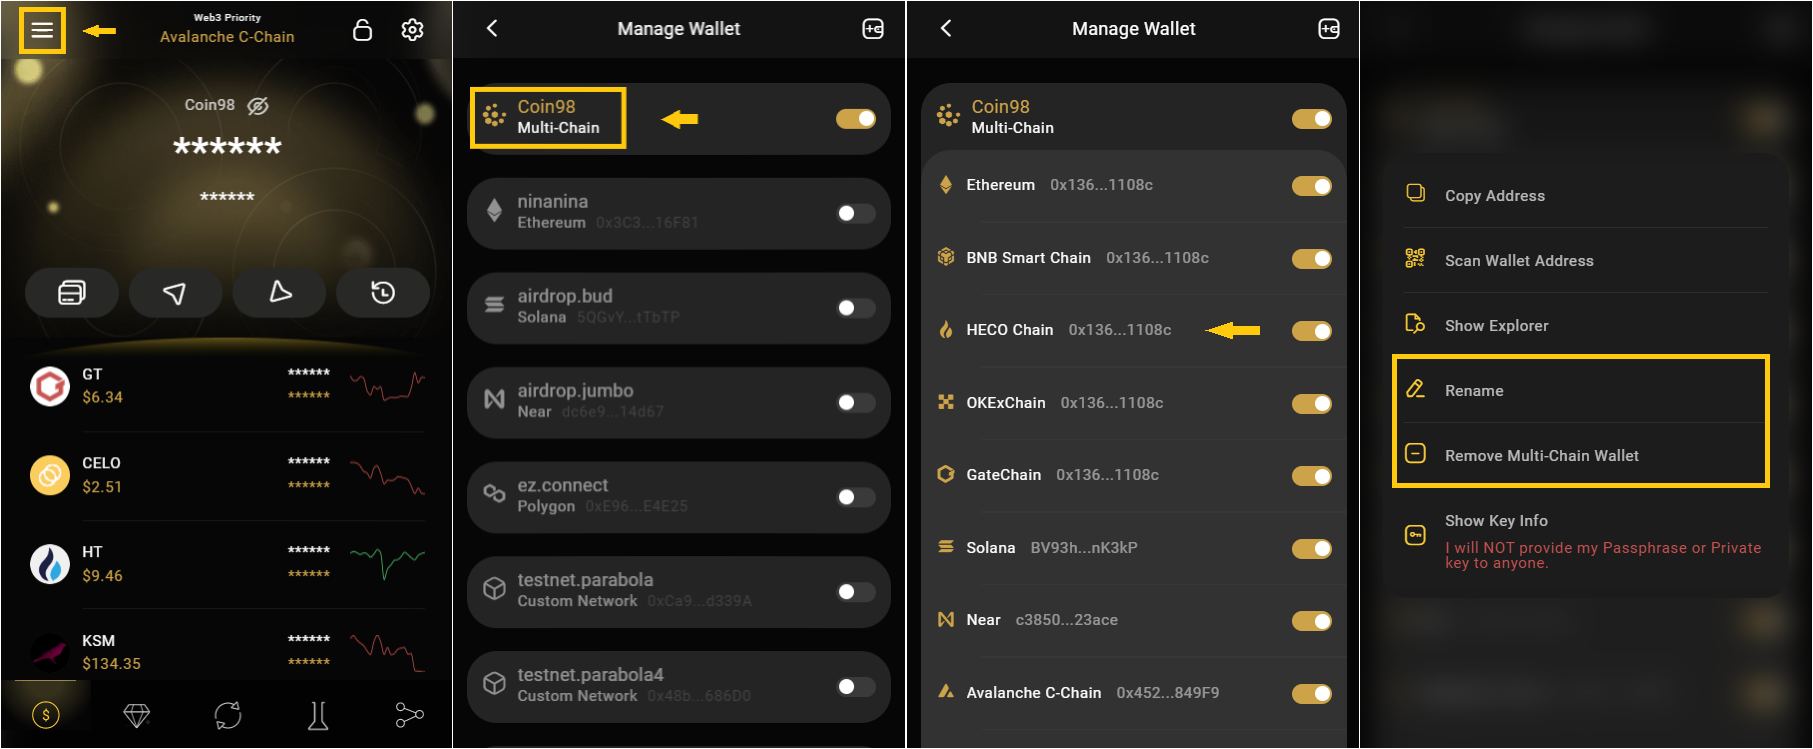 Web3 Priority
Avalanche C-Chain
Coin98
******
******
GT
$6.34
******
******
CELO
$2.51
******
******
HT
$9.46
******
******
KSM
$134.35
******
******
Manage Wallet
Coin98
Multi-Chain
ninanina
Ethereum 0x3C3...16F81
airdrop.bud
Solana 5QGvY...tTbTP
airdrop.jumbo
Near dc6e9...14d67
ez.connect
Polygon 0xE96...E4E25
testnet.parabola
Custom Network 0xCa9...d339A
testnet.parabola4
Custom Network 0x48b...686D0
Manage Wallet
Coin98
Multi-Chain
Ethereum 0x136...1108c
BNB Smart Chain 0x136...1108c
HECO Chain 0x136...1108c
OKExChain 0x136...1108c
GateChain 0x136...1108c
Solana BV93h...nK3kP
Near c3850...23ace
Avalanche C-Chain 0x452...849F9
Copy Address
Scan Wallet Address
Show Explorer
Rename
Remove Multi-Chain Wallet
Show Key Info
I will NOT provide my Passphrase or Private
key to anyone.